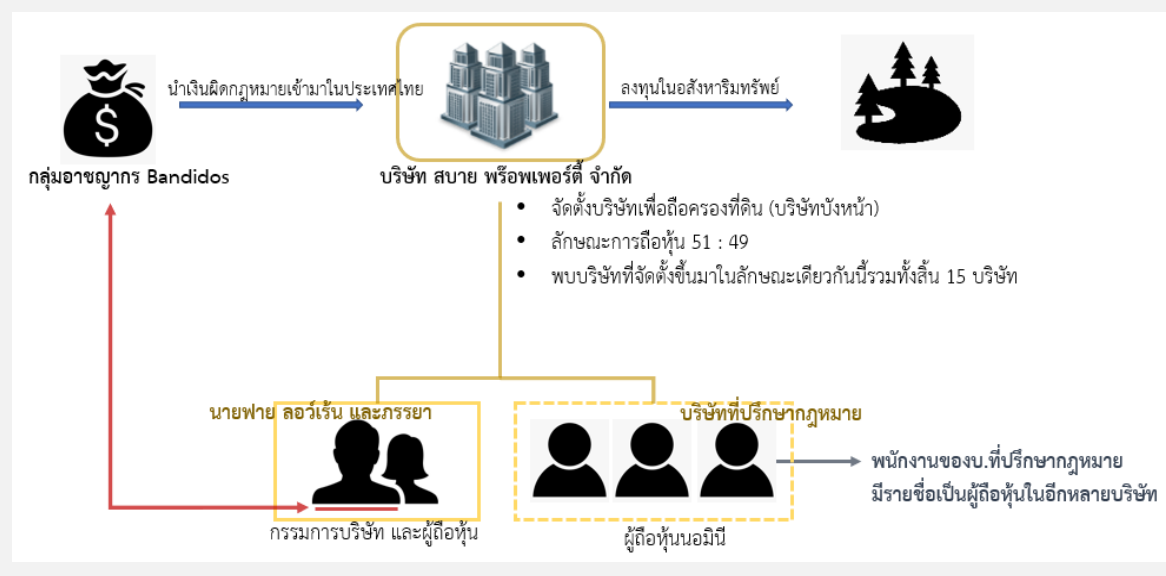 นำเงินผิดกฎหมายเข้ามาในประเทศไทย
ลงทุนในอสังหาริมทรัพย์
$
กลุ่มอาชญากร Bandidos
บริษัท สบาย พร๊อพเพอร์ตี้ จำกัด
• จัดตั้งบริษัทเพื่อถือครองที่ดิน (บริษัทบังหน้า)
• ลักษณะการถือหุ้น 51 : 49
• พบบริษัทที่จัดตั้งขึ้นมาในลักษณะเดียวกันนี้รวมทั้งสิ้น 15 บริษัท
นายฟาย ลอว์เร้น และภรรยา
บริษัทที่ปรึกษากฎหมาย
พนักงานของบ.ที่ปรึกษากฎหมาย
มีรายชื่อเป็นผู้ถือหุ้นในอีกหลายบริษัท
กรรมการบริษัท และผู้ถือหุ้น
ผู้ถือหุ้นนอมินี